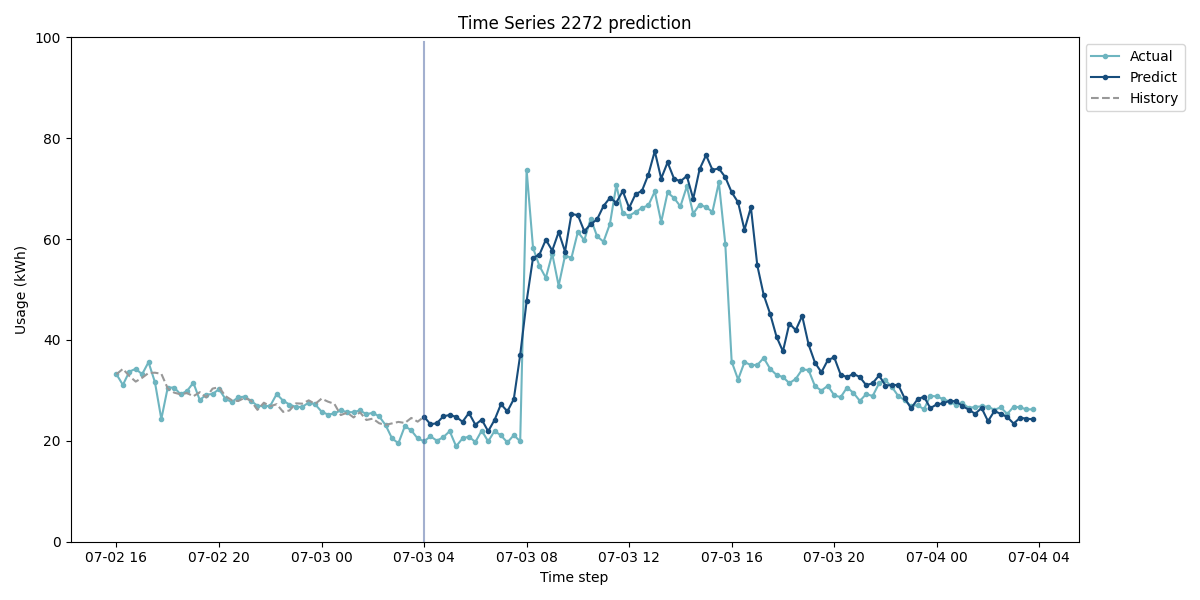 Time Series 2272 prediction
100
80
60
40
20
0
Usage (kWh)
07-02 16
07-02 20
07-03 00
07-03 04
07-03 08
07-03 12
07-03 16
07-03 20
07-04 00
07-04 04
Time step
Actual
Predict
History